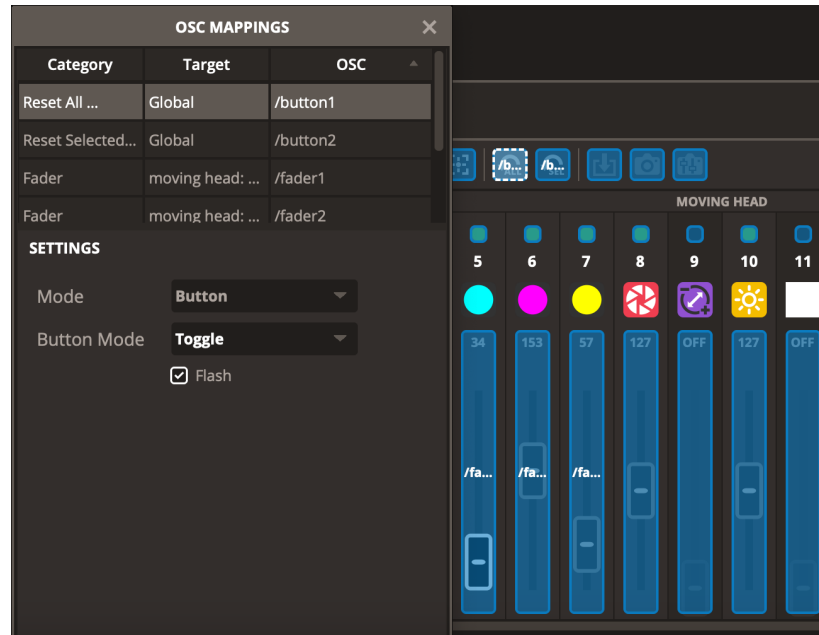 OSC MAPPINGS
Category Target OSC
Reset All ... Global /button1
Reset Selected... Global /button2
Fader moving head: ... /fader1
Fader moving head: ... /fader2
SETTINGS
Mode Button
Button Mode Toggle
Flash
/b... /b...
ALL SEL
MOVING HEAD
5 6 7 8 9 10 11
34 153 57 127 OFF 127 OFF
/fa... /fa... /fa...